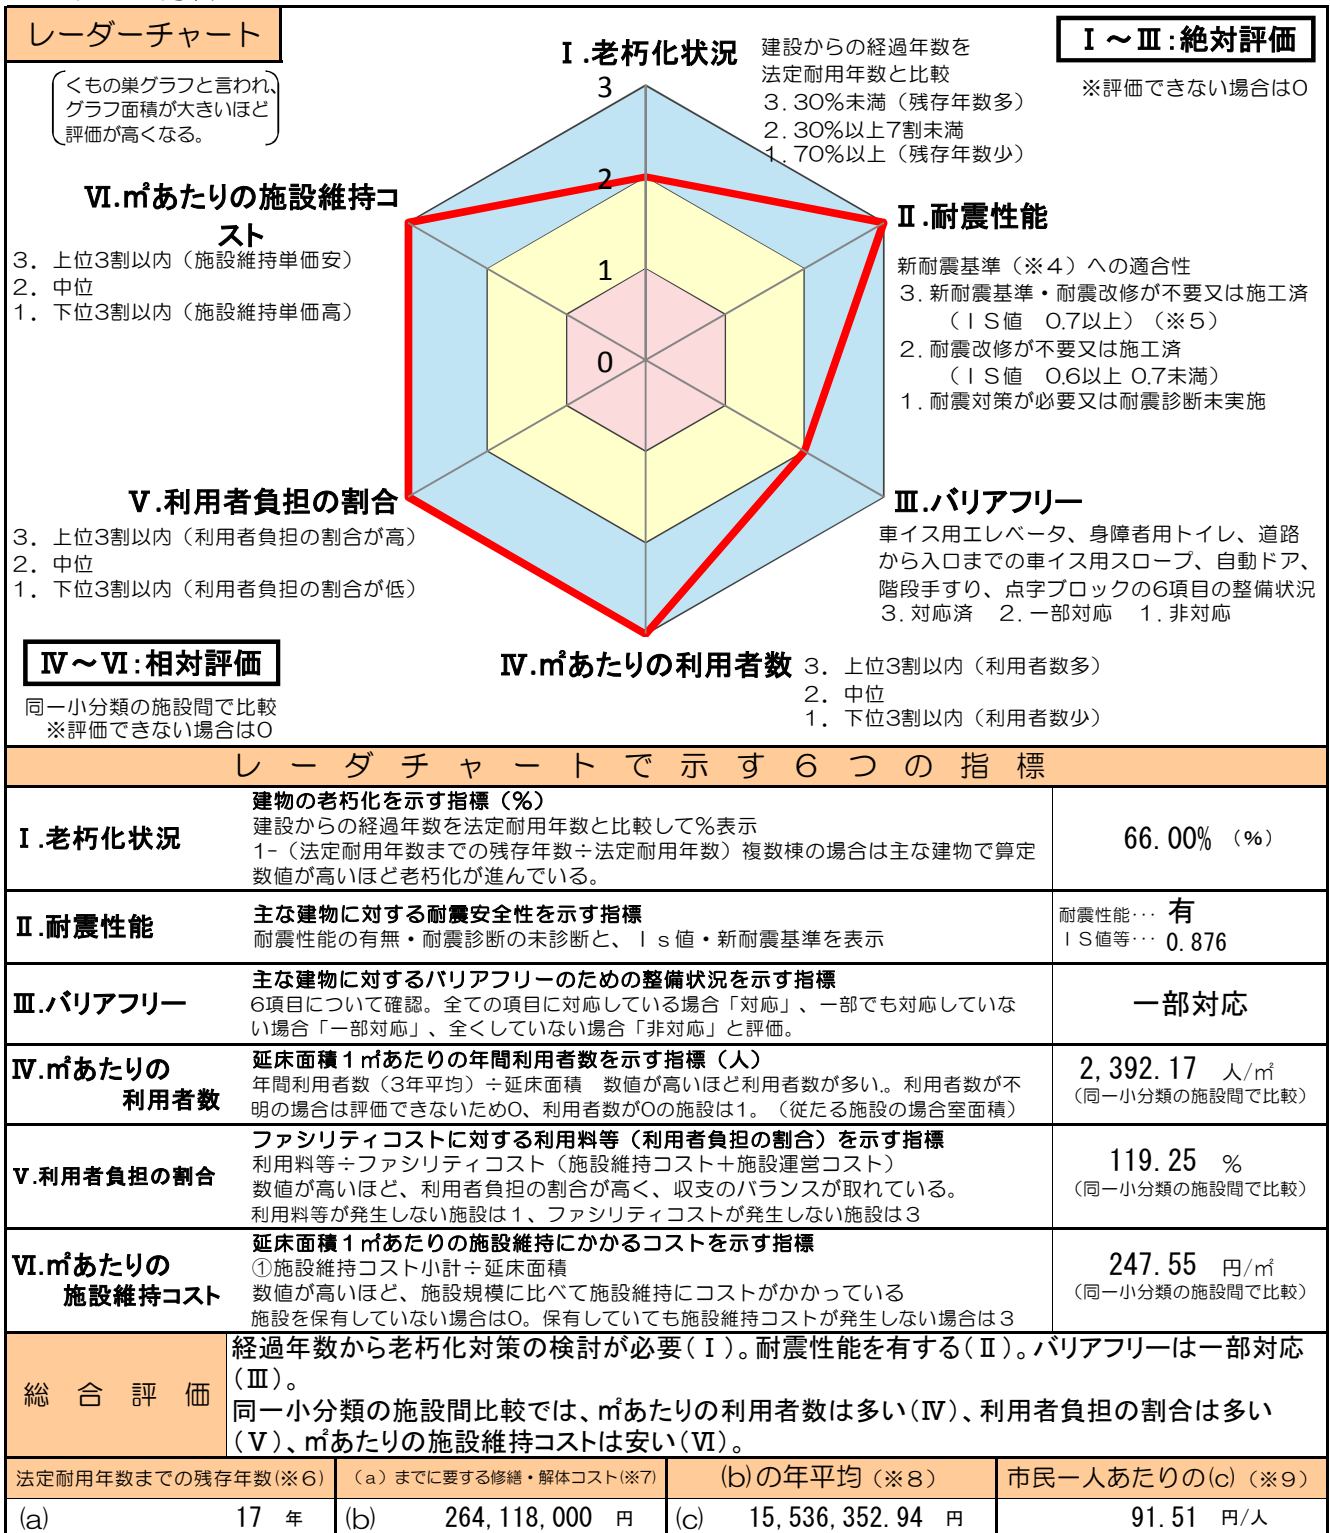 レーダーチャート
くもの巣グラフと言われ、
グラフ面積が大きいほど
評価が高くなる。
Ⅰ～Ⅲ:絶対評価
※評価できない場合は0
Ⅰ.老朽化状況
建設からの経過年数を
法定耐用年数と比較
3.30%未満（残存年数多）
2.30%以上7割未満
1.70%以上（残存年数少）
3
2
1
0
Ⅵ.㎡あたりの施設維持コ
スト
3．上位3割以内（施設維持単価安）
2．中位
1．下位3割以内（施設維持単価高）
Ⅱ.耐震性能
新耐震基準（※4）への適合性
3.新耐震基準・耐震改修が不要又は施工済
（ＩＳ値　0.7以上）（※5）
2.耐震改修が不要又は施工済
（ＩＳ値　0.6以上 0.7未満）
1.耐震対策が必要又は耐震診断未実施
Ⅴ.利用者負担の割合
3．上位3割以内（利用者負担の割合が高）
2．中位
1．下位3割以内（利用者負担の割合が低）
Ⅲ.バリアフリー
車イス用エレベータ、身障者用トイレ、道路
から入口までの車イス用スロープ、自動ドア、
階段手すり、点字ブロックの6項目の整備状況
3.対応済　2.一部対応　1.非対応
Ⅳ～Ⅵ:相対評価
同一小分類の施設間で比較
※評価できない場合は0
Ⅳ.㎡あたりの利用者数
3．上位3割以内（利用者数多）
2．中位
1．下位3割以内（利用者数少）
レーダチャートで示す６つの指標
Ⅰ.老朽化状況
建物の老朽化を示す指標（%）
建設からの経過年数を法定耐用年数と比較して%表示
1-（法定耐用年数までの残存年数÷法定耐用年数）複数棟の場合は主な建物で算定
数値が高いほど老朽化が進んでいる。
66.00% （%）
Ⅱ.耐震性能
主な建物に対する耐震安全性を示す指標
耐震性能の有無・耐震診断の未診断と、Ｉｓ値・新耐震基準を表示
耐震性能… 有
ＩＳ値等… 0.876
Ⅲ.バリアフリー
主な建物に対するバリアフリーのための整備状況を示す指標
6項目について確認。全ての項目に対応している場合「対応」、一部でも対応していな
い場合「一部対応」、全くしていない場合「非対応」と評価。
一部対応
Ⅳ.㎡あたりの
利用者数
延床面積１㎡あたりの年間利用者数を示す指標（人）
年間利用者数（3年平均）÷延床面積　数値が高いほど利用者数が多い。利用者数が不
明の場合は評価できないため0、利用者数が0の施設は1。（従たる施設の場合室面積）
2,392.17 人/㎡
（同一小分類の施設間で比較）
Ⅴ.利用者負担の割合
ファシリティコストに対する利用料等（利用者負担の割合）を示す指標
利用料等÷ファシリティコスト（施設維持コスト＋施設運営コスト）
数値が高いほど、利用者負担の割合が高く、収支のバランスが取れている。
利用料等が発生しない施設は１、ファシリティコストが発生しない施設は３
119.25 %
（同一小分類の施設間で比較）
Ⅵ.㎡あたりの
施設維持コスト
延床面積１㎡あたりの施設維持にかかるコストを示す指標
①施設維持コスト小計÷延床面積
数値が高いほど、施設規模に比べて施設維持にコストがかかっている
施設を保有していない場合は0。保有していても施設維持コストが発生しない場合は３
247.55 円/㎡
（同一小分類の施設間で比較）
総合評価
経過年数から老朽化対策の検討が必要(Ⅰ)。耐震性能を有する(Ⅱ)。バリアフリーは一部対応
(Ⅲ)。
同一小分類の施設間比較では、㎡あたりの利用者数は多い(Ⅳ)、利用者負担の割合は多い
(Ⅴ)、㎡あたりの施設維持コストは安い(Ⅵ)。
法定耐用年数までの残存年数(※6)
（a）までに要する修繕・解体コスト(※7)
(b)の年平均（※8）
市民一人あたりの(c)（※9）
(a) 17 年
(b) 264,118,000 円
(c) 15,536,352.94 円
91.51 円/人